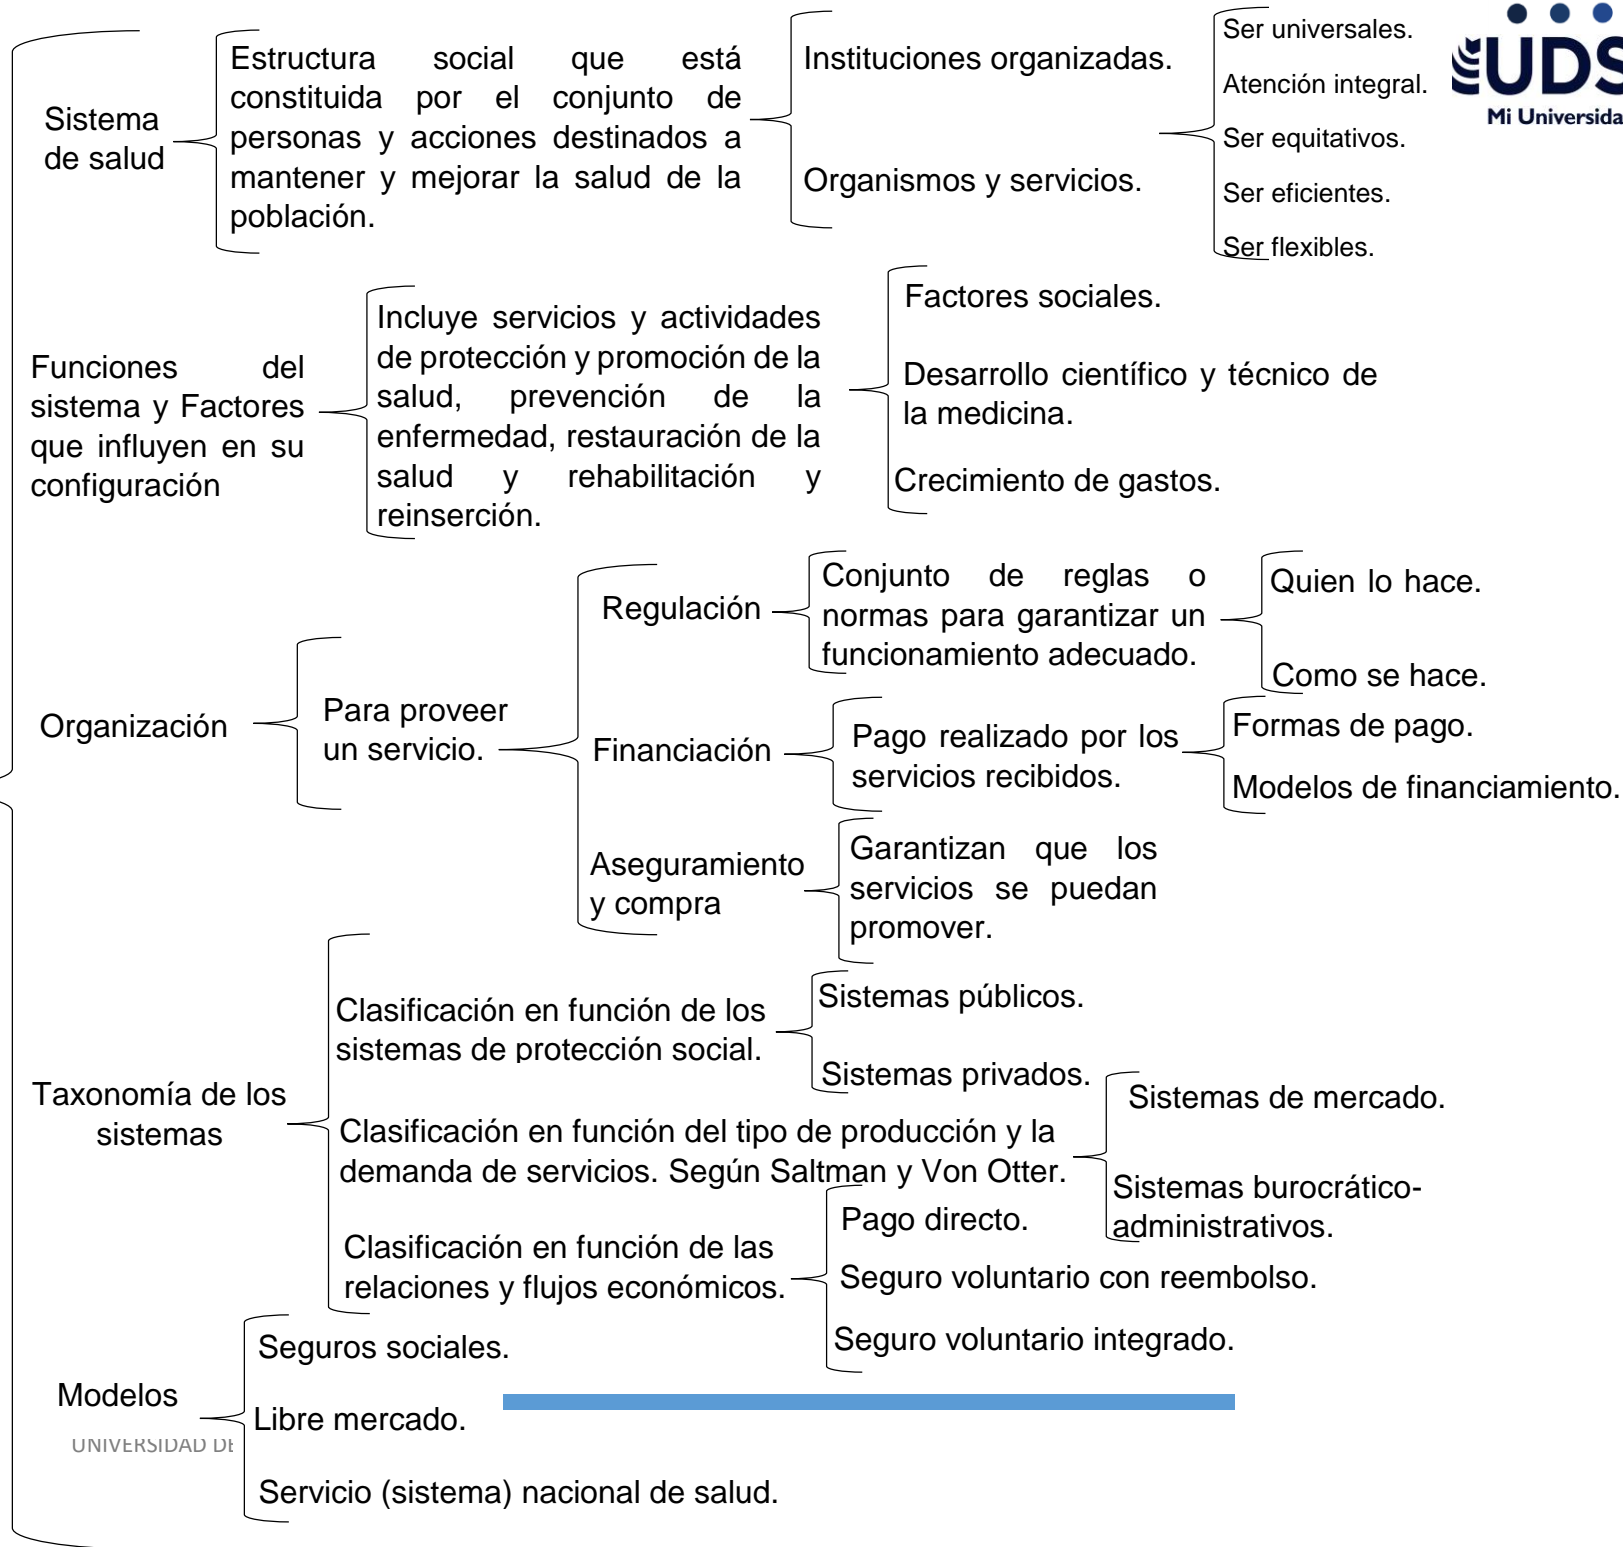 Sistema
de salud
Estructura social que está
constituida por el conjunto de
personas y acciones destinados a
mantener y mejorar la salud de la
población.
Instituciones organizadas.
Organismos y servicios.
Ser universales.
Atención integral.
Ser equitativos.
Ser eficientes.
Ser flexibles.
UDS
Mi Universida
Funciones del
sistema y Factores
que influyen en su
configuración
Incluye servicios y actividades
de protección y promoción de la
salud, prevención de la
enfermedad, restauración de la
salud y rehabilitación y
reinserción.
Factores sociales.
Desarrollo científico y técnico de
la medicina.
Crecimiento de gastos.
Organización
Para proveer
un servicio.
Regulación
Conjunto de reglas o
normas para garantizar un
funcionamiento adecuado.
Quien lo hace.
Como se hace.
Financiación
Pago realizado por los
servicios recibidos.
Formas de pago.
Modelos de financiamiento.
Aseguramiento
y compra
Garantizan que los
servicios se puedan
promover.
Taxonomía de los
sistemas
Clasificación en función de los
sistemas de protección social.
Sistemas públicos.
Sistemas privados.
Clasificación en función del tipo de producción y la
demanda de servicios. Según Saltman y Von Otter.
Sistemas de mercado.
Sistemas burocrático-
administrativos.
Clasificación en función de las
relaciones y flujos económicos.
Pago directo.
Seguro voluntario con reembolso.
Seguro voluntario integrado.
Modelos
Seguros sociales.
Libre mercado.
Servicio (sistema) nacional de salud.
UNIVERSIDAD DE